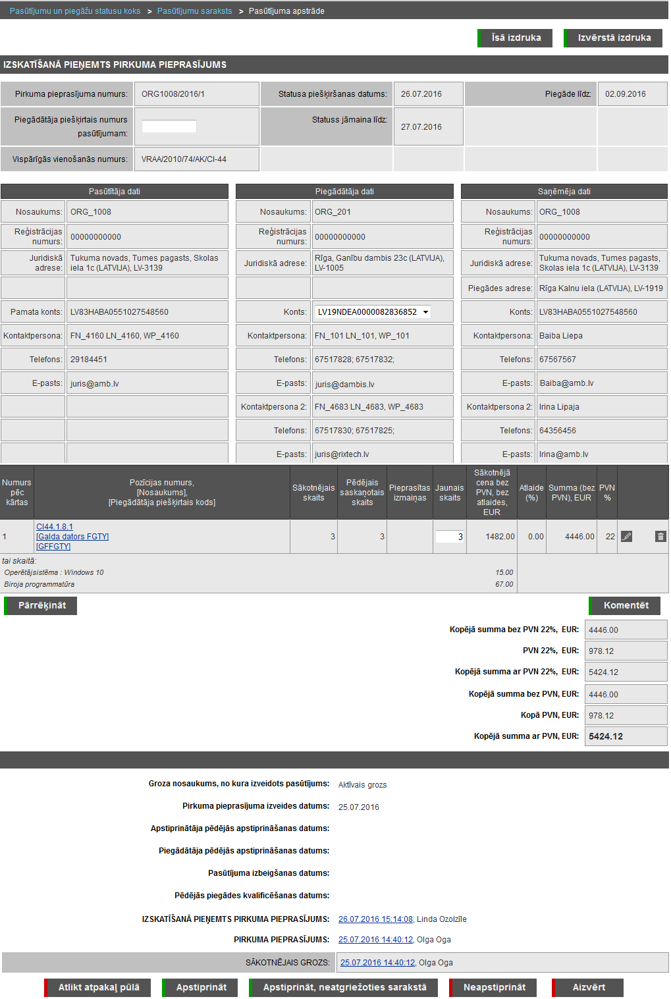 Pasūtījumu un piegāžu statusu koks > Pasūtījumu saraksts > Pasūtījuma apstrāde
Īsā izdruka
Izvērstā izdruka
IZSKATĪŠANĀ PIEŅEMTS PIRKUMA PIEPRASĪJUMS
Pirkuma pieprasījuma numurs: ORG1008/2016/1 Statusa piešķiršanas datums: 26.07.2016 Piegāde līdz: 02.09.2016
Piegādātāja piešķirtais numurs pasūtījumam: Statuss jāmaina līdz: 27.07.2016
Vispārīgās vienošanās numurs: VRAA/2010/74/AK/CI-44
Pasūtītāja dati
Nosaukums: ORG_1008
Reģistrācijas numurs: 00000000000
Juridiskā adrese: Tukuma novads, Tumes pagasts, Skolas iela 1c (LATVIJA), LV-3139
Pamata konts: LV83HABA0551027548560
Kontaktpersona: FN_4160 LN_4160, WP_4160
Telefons: 29184451
E-pasts: juris@amb.lv
Piegādātāja dati
Nosaukums: ORG_201
Reģistrācijas numurs: 00000000000
Juridiskā adrese: Rīga, Ganību dambis 23c (LATVIJA), LV-1005
Konts: LV19NDEA0000082836852
Kontaktpersona: FN_101 LN_101, WP_101
Telefons: 67517828; 67517832;
E-pasts: juris@dambis.lv
Kontaktpersona 2: FN_4683 LN_4683, WP_4683
Telefons: 67517830; 67517825;
E-pasts: juris@rixtech.lv
Saņēmēja dati
Nosaukums: ORG_1008
Reģistrācijas numurs: 00000000000
Juridiskā adrese: Tukuma novads, Tumes pagasts, Skolas iela 1c (LATVIJA), LV-3139
Piegādes adrese: Rīga Kalnu iela (LATVIJA), LV-1919
Konts: LV83HABA0551027548560
Kontaktpersona: Baiba Liepa
Telefons: 67567567
E-pasts: Baiba@amb.lv
Kontaktpersona 2: Irina Lipaja
Telefons: 64356456
E-pasts: Irina@amb.lv
Numurs pēc kārtas
Pozīcijas numurs,
[Nosaukums],
[Piegādātāja piešķirtais kods]
Sākotnējais skaits
Pēdējais saskaņotais skaits
Pieprasītas izmaiņas
Jaunais skaits
Sākotnējā cena bez PVN, bez atlaides, EUR
Atlaide (%)
Summa (bez PVN), EUR
PVN %
1
CI44.1.8.1
[Galda dators FGTY]
[GFFGTY]
3 3 3 1482.00 0.00 4446.00 22
tai skaitā:
Operētājsistēma : Windows 10 15.00
Biroja programmatūra 67.00
Pārrēķināt
Komentēt
Kopējā summa bez PVN 22%, EUR: 4446.00
PVN 22%, EUR: 978.12
Kopējā summa ar PVN 22%, EUR: 5424.12
Kopējā summa bez PVN, EUR: 4446.00
Kopā PVN, EUR: 978.12
Kopējā summa ar PVN, EUR: 5424.12
Groza nosaukums, no kura izveidots pasūtījums: Aktīvais grozs
Pirkuma pieprasījuma izveides datums: 25.07.2016
Apstiprinātāja pēdējās apstiprināšanas datums:
Piegādātāja pēdējās apstiprināšanas datums:
Pasūtījuma izbeigšanas datums:
Pēdējās piegādes kvalificēšanas datums:
IZSKATĪŠANĀ PIEŅEMTS PIRKUMA PIEPRASĪJUMS: 26.07.2016 15:14:08, Linda Ozolzīle
PIRKUMA PIEPRASĪJUMS: 25.07.2016 14:40:12, Olga Oga
SĀKOTNĒJAIS GROZS: 25.07.2016 14:40:12, Olga Oga
Atlikt atpakaļ pūlā
Apstiprināt
Apstiprināt, neatgriežoties sarakstā
Neapstiprināt
Aizvērt